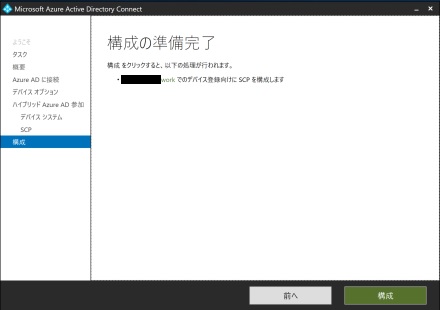 Microsoft Azure Active Directory Connect
ようこそ
タスク
概要
Azure AD に接続
デバイス オプション
ハイブリッド Azure AD 参加
デバイス システム
SCP
構成
構成の準備完了
構成 をクリックすると、以下の処理が行われます。
• work でのデバイス登録向けに SCP を構成します
前へ
構成